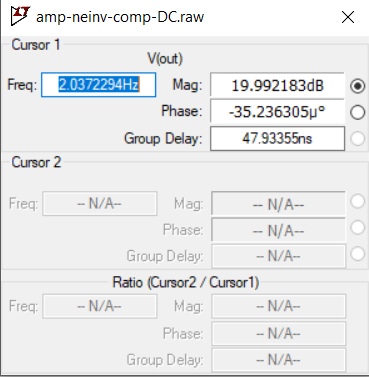 amp-neinv-comp-DC.raw
Cursor 1
V(out)
Freq: 2.0372294Hz Mag: 19.992183dB
Phase: -35.236305µ°
Group Delay: 47.93355ns
Cursor 2
Freq: -- N/A-- Mag: -- N/A--
Phase: -- N/A--
Group Delay: -- N/A--
Ratio (Cursor2 / Cursor1)
Freq: -- N/A-- Mag: -- N/A--
Phase: -- N/A--
Group Delay: -- N/A--